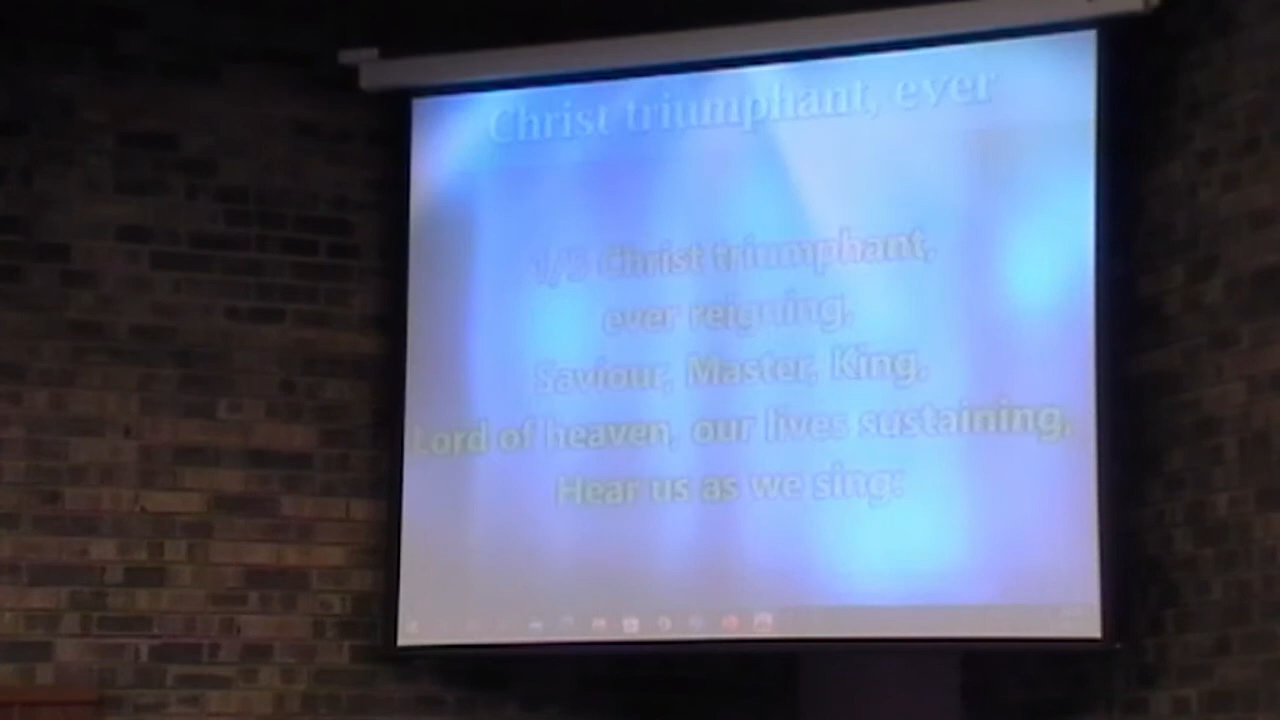 Christ triumphant, ever
1/5 Christ triumphant,
ever reigning,
Saviour, Master, King,
Lord of heaven, our lives sustaining,
Hear us as we sing: